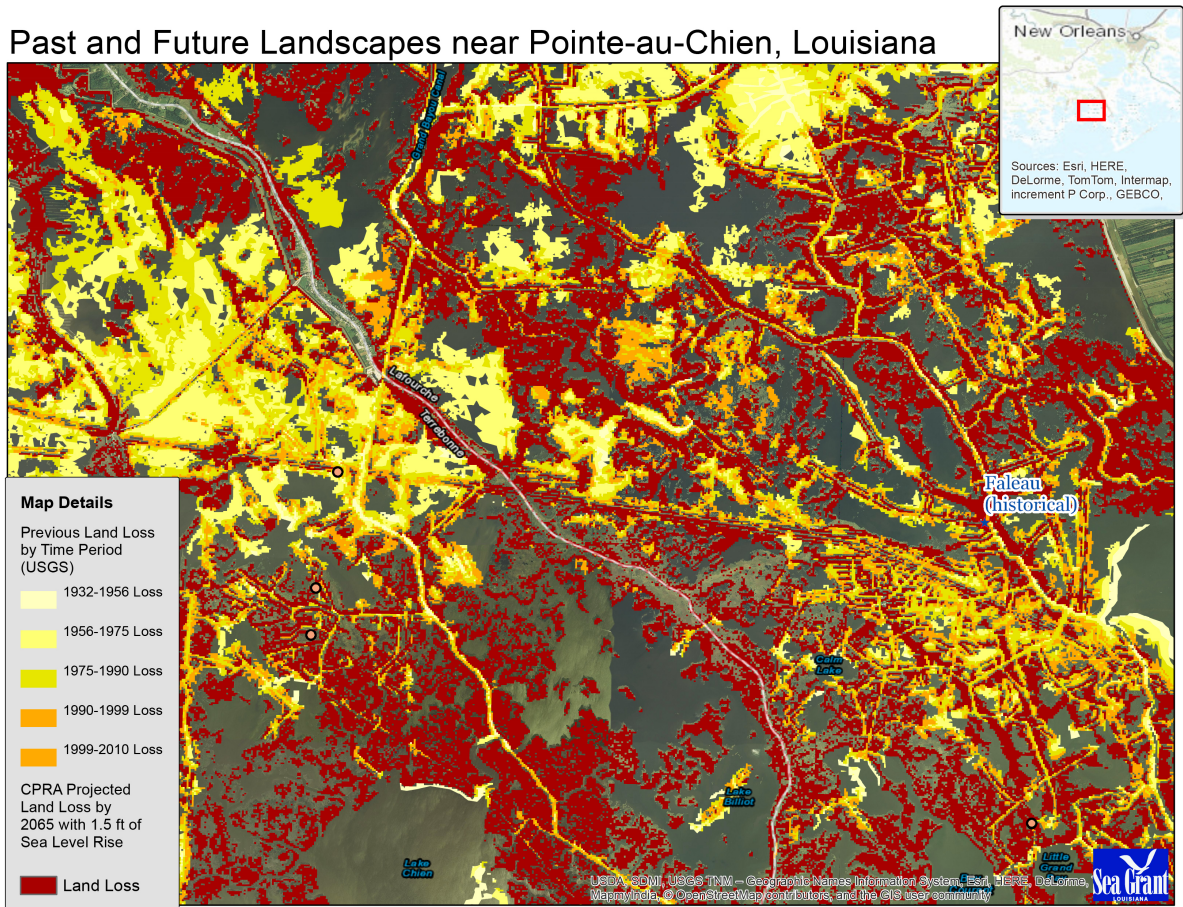 Past and Future Landscapes near Pointe-au-Chien, Louisiana
New Orleans
Sources: Esri, HERE,
DeLorme, TomTom, Intermap,
increment P Corp., GEBCO,
Grand Bayou Canal
Lafourche
Terrebonne
Faleau
(historical)
Map Details
Previous Land Loss
by Time Period
(USGS)
1932-1956 Loss
1956-1975 Loss
1975-1990 Loss
1990-1999 Loss
1999-2010 Loss
CPRA Projected
Land Loss by
2065 with 1.5 ft of
Sea Level Rise
Land Loss
Calm
Lake
Lake
Billiot
Lake
Chien
Little
Grand
USDA, SDMI, USGS TNM – Geographic Names Information System, Esri, HERE, DeLorme,
MapmyIndia, © OpenStreetMap contributors, and the GIS user community
Sea Grant
LOUISIANA